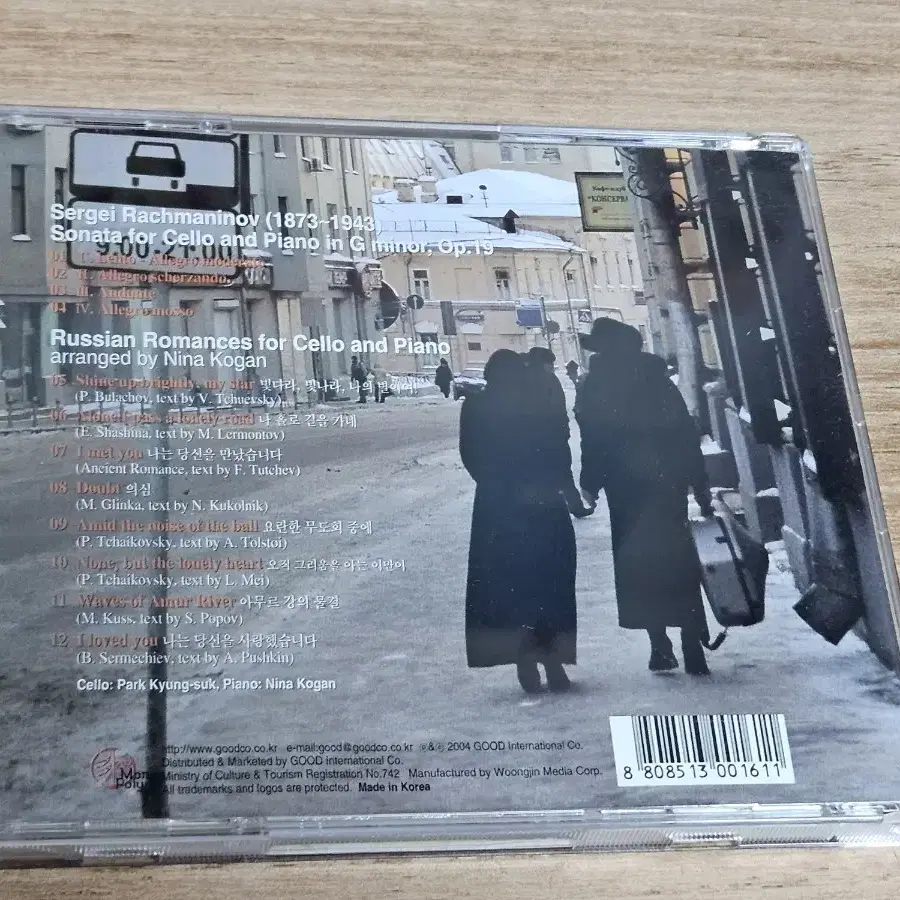 Sergei Rachmaninov (1873~1943)
Sonata for Cello and Piano in G minor, Op.19
01 I. Lento - Allegro moderato
02 II. Allegro scherzando
03 III. Andante
04 IV. Allegro mosso
Russian Romances for Cello and Piano
arranged by Nina Kogan
05 Shine up brightly, my star 빛나라, 빛나라, 나의 별이여
(P. Bulachov, text by V. Tchuevsky)
06 pass a lonely road 나 홀로 길을 가네
(E. Shashina, text by M. Lermontov)
07 I met you 나는 당신을 만났습니다
(Ancient Romance, text by F. Tutchev)
08 Doubt 의심
(M. Glinka, text by N. Kukolnik)
09 Amid the noise of the ball 요란한 무도회 중에
(P. Tchaikovsky, text by A. Tolstoi)
10 None, but the lonely heart 오직 그리움을 아는 이만이
(P. Tchaikovsky, text by L. Mei)
11 Waves of Amur River 아무르 강의 물결
(M. Kuss, text by S. Popov)
12 I loved you 나는 당신을 사랑했습니다
(B. Sermechiev, text by A. Pushkin)
Cello: Park Kyung-suk, Piano: Nina Kogan
http://www.goodco.co.kr e-mail:good@goodco.co.kr ℗&© 2004 GOOD International Co.
Distributed & Marketed by GOOD International Co.
Ministry of Culture & Tourism Registration No.742 Manufactured by Woongjin Media Corp.
All trademarks and logos are protected. Made in Korea
8 808513 001611